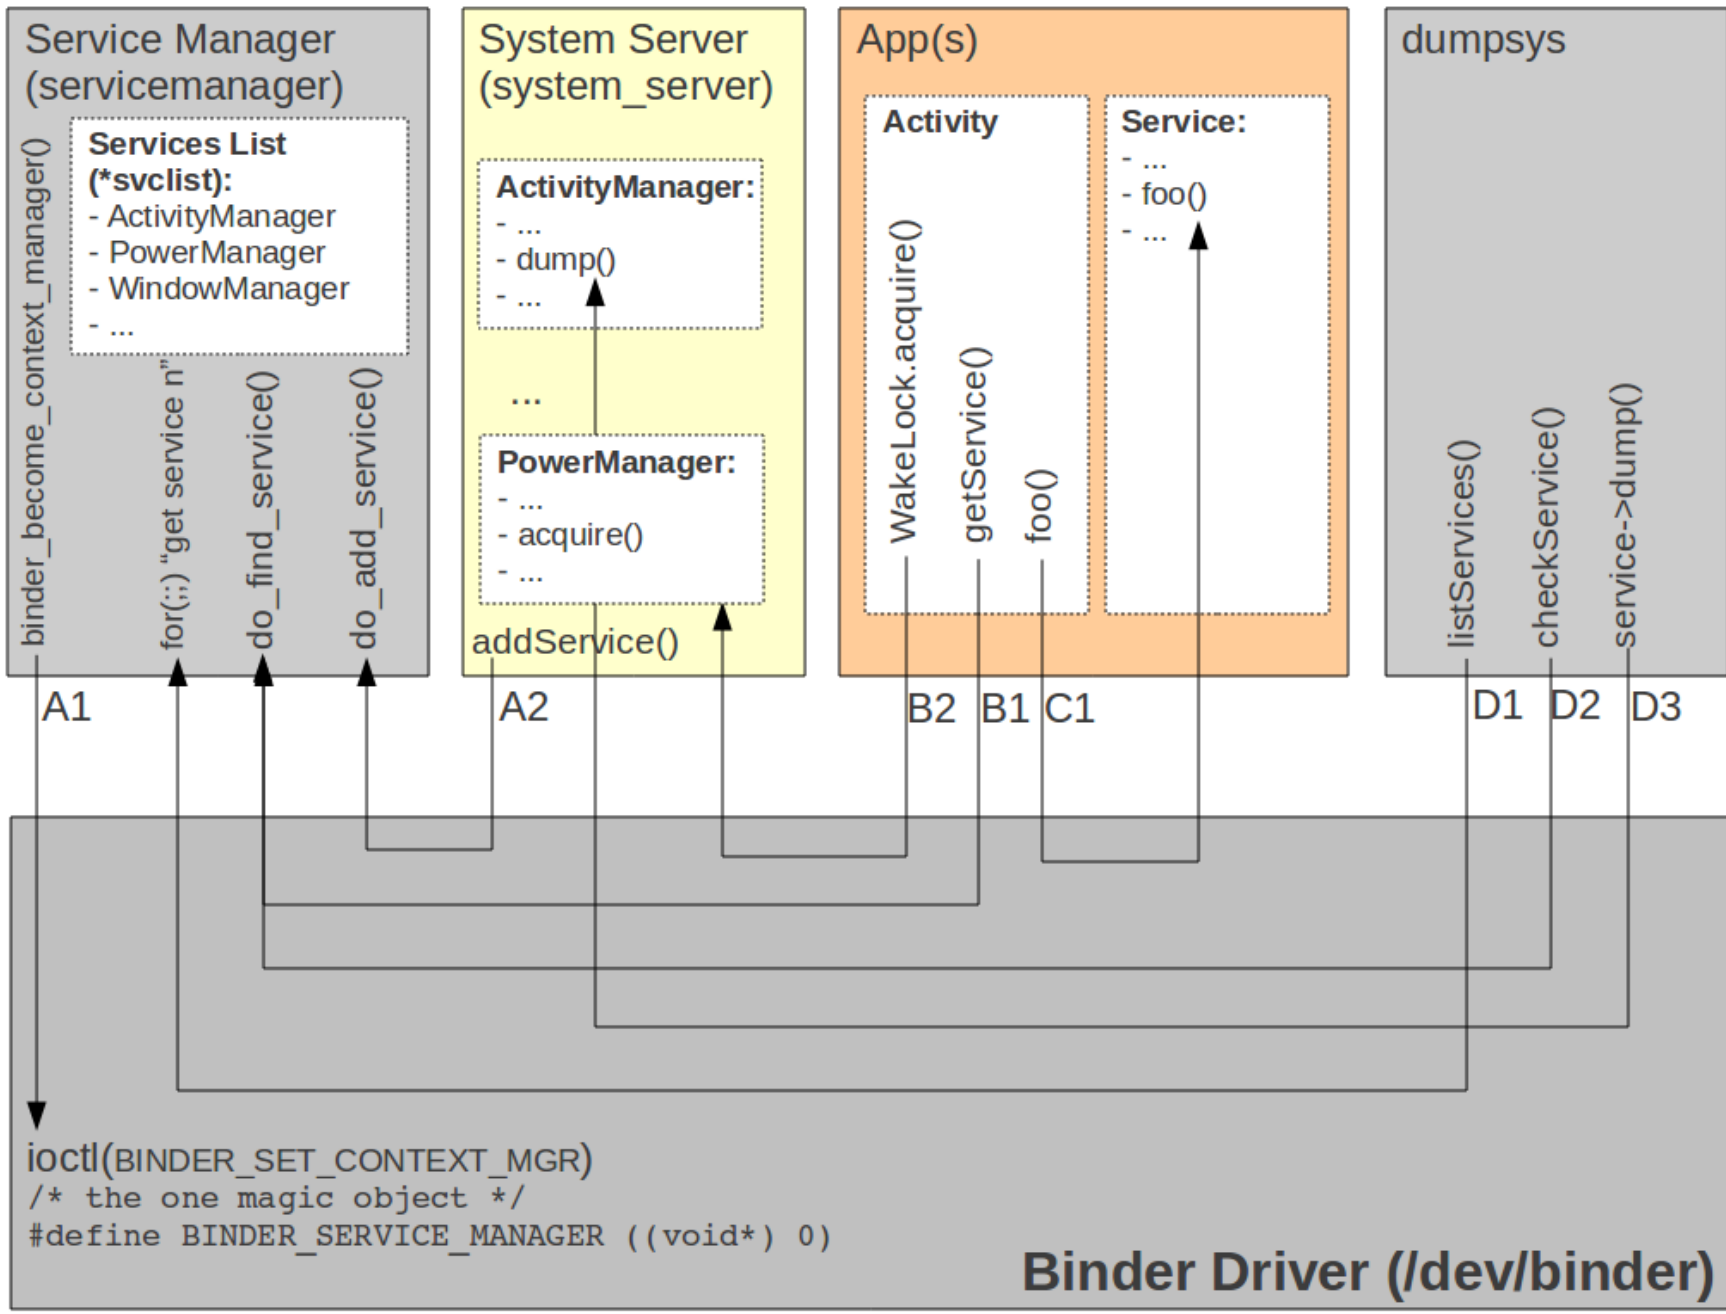 Service Manager
(servicemanager)
binder_become_context_manager()
Services List
(*svclist):
- ActivityManager
- PowerManager
- WindowManager
- ...
for(;;) “get service n”
do_find_service()
do_add_service()
System Server
(system_server)
ActivityManager:
- ...
- dump()
- ...
...
PowerManager:
- ...
- acquire()
- ...
addService()
App(s)
Activity
WakeLock.acquire()
getService()
foo()
Service:
- ...
- foo()
- ...
dumpsys
listServices()
checkService()
service->dump()
A1
A2
B2
B1
C1
D1
D2
D3
ioctl(BINDER_SET_CONTEXT_MGR)
/* the one magic object */
#define BINDER_SERVICE_MANAGER ((void*) 0)
Binder Driver (/dev/binder)